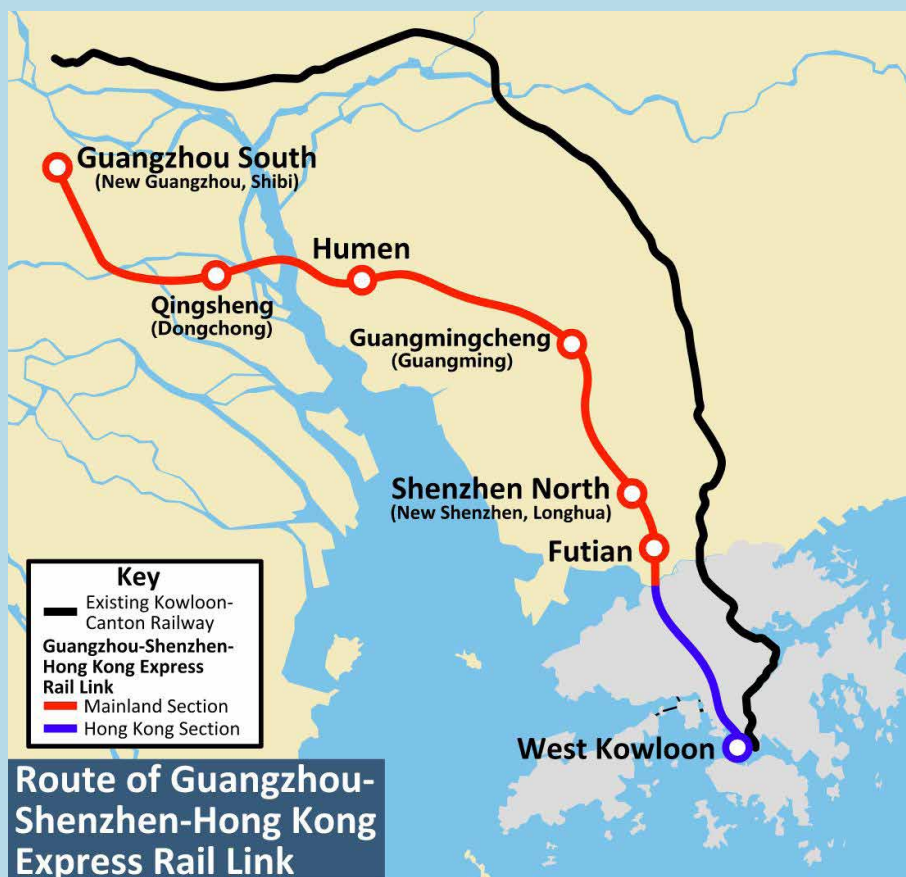 Guangzhou South
(New Guangzhou, Shibi)
Humen
Qingsheng
(Dongchong)
Guangmingcheng
(Guangming)
Shenzhen North
(New Shenzhen, Longhua)
Futian
West Kowloon
Key
Existing Kowloon-
Canton Railway
Guangzhou-Shenzhen-
Hong Kong Express
Rail Link
Mainland Section
Hong Kong Section
Route of Guangzhou-
Shenzhen-Hong Kong
Express Rail Link